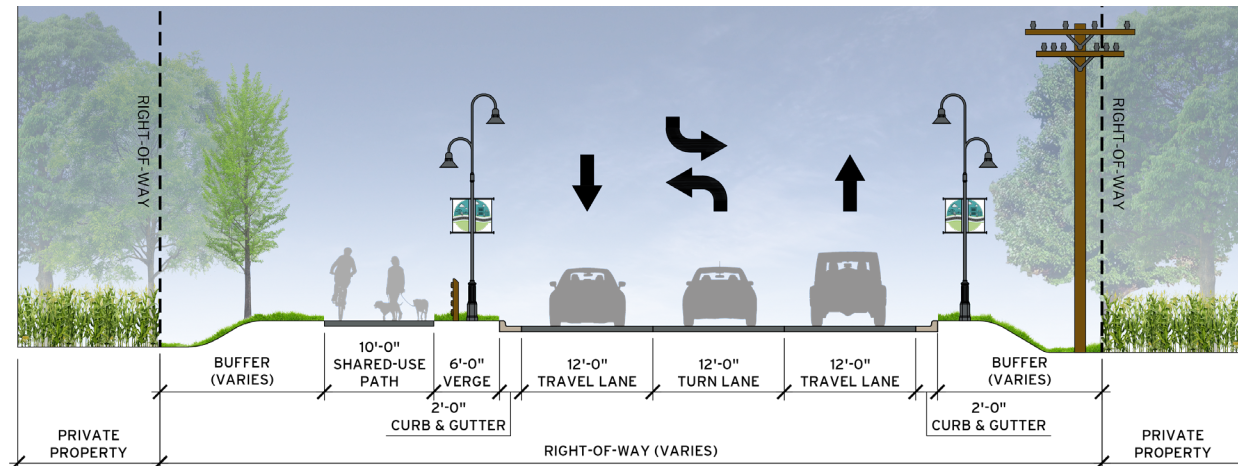 RIGHT-OF-WAY
RIGHT-OF-WAY
BUFFER
(VARIES)
10'-0"
SHARED-USE
PATH
6'-0"
VERGE
12'-0"
TRAVEL LANE
12'-0"
TURN LANE
12'-0"
TRAVEL LANE
BUFFER
(VARIES)
2'-0"
CURB & GUTTER
2'-0"
CURB & GUTTER
PRIVATE
PROPERTY
RIGHT-OF-WAY (VARIES)
PRIVATE
PROPERTY